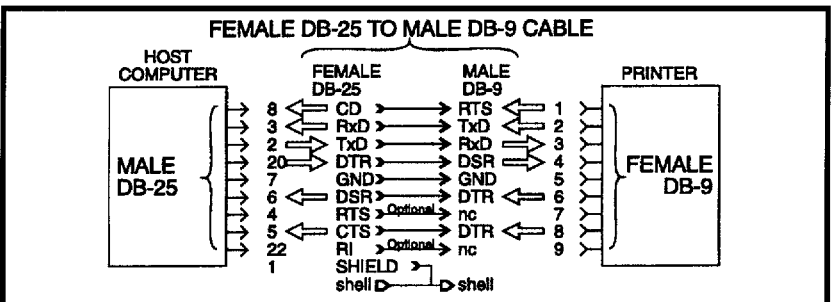 FEMALE DB-25 TO MALE DB-9 CABLE
HOST
COMPUTER
FEMALE
DB-25
MALE
DB-9
PRINTER
MALE
DB-25
8 CD RTS 1
3 RxD TxD 2
2 TxD RxD 3
20 DTR DSR 4
7 GND GND 5
6 DSR DTR 6
4 RTS Optional nc 7
5 CTS DTR 8
22 RI Optional nc 9
1 SHIELD
shell shell
FEMALE
DB-9